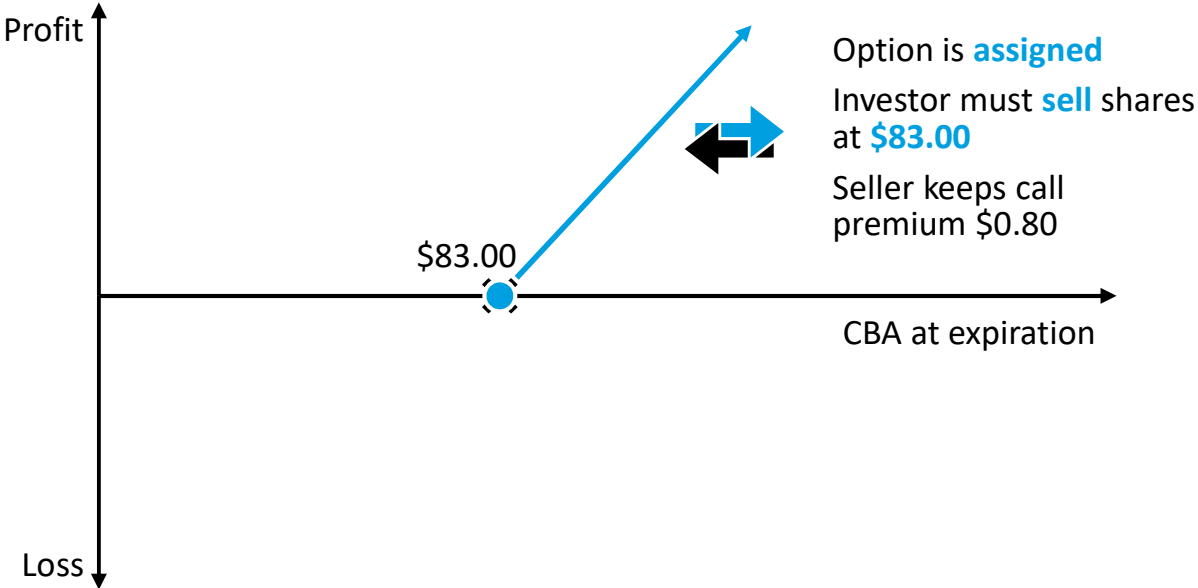 Profit
Option is assigned
Investor must sell shares
at $83.00
Seller keeps call
premium $0.80
$83.00
CBA at expiration
Loss